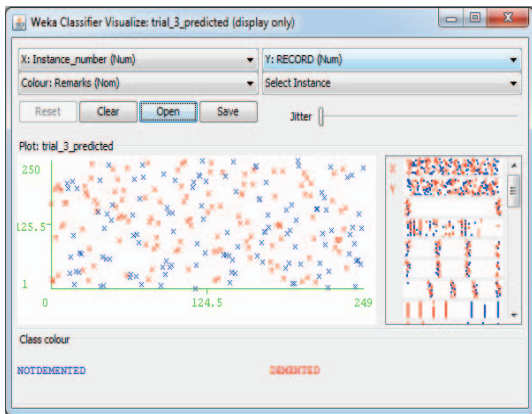 Weka Classifier Visualize: trial_3_predicted (display only)
X: Instance_number (Num)
Y: RECORD (Num)
Colour: Remarks (Nom)
Select Instance
Reset
Clear
Open
Save
Jitter
Plot: trial_3_predicted
250
125.5
1
0
124.5
249
X
Y
Class colour
NOTDEMENTED
DEMENTED